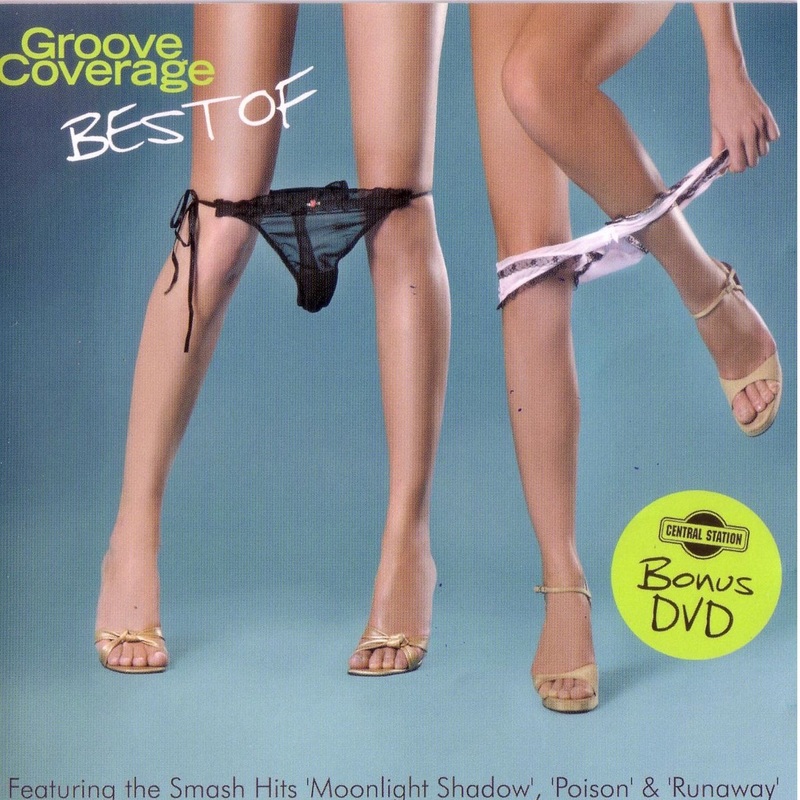 Groove
Coverage
BEST OF
CENTRAL STATION
Bonus
DVD
Featuring the Smash Hits 'Moonlight Shadow', 'Poison' & 'Runaway'